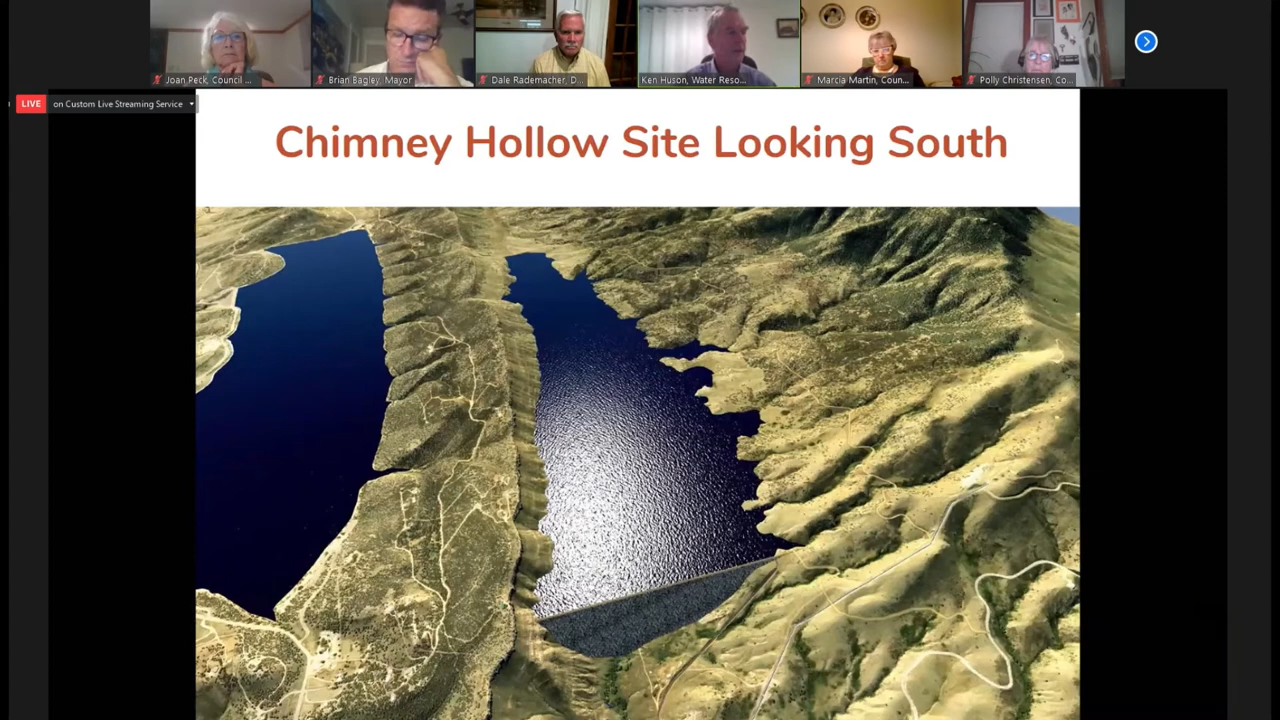 Joan Peck, Council ...
Brian Bagley, Mayor
Dale Rademacher, D...
Ken Huson, Water Reso...
Marcia Martin, Coun...
Polly Christensen, Co...
LIVE on Custom Live Streaming Service
Chimney Hollow Site Looking South